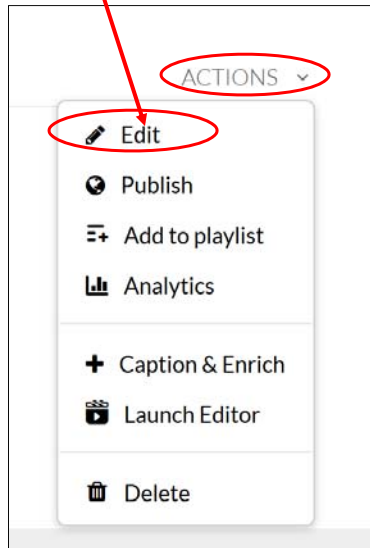 ACTIONS
Edit
Publish
Add to playlist
Analytics
Caption & Enrich
Launch Editor
Delete